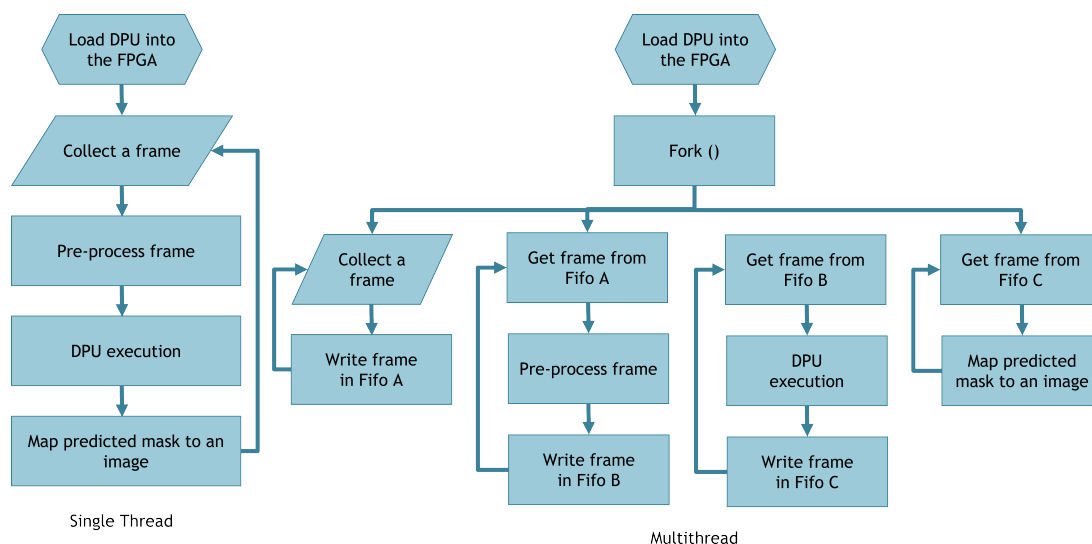 Load DPU into
the FPGA
Collect a frame
Pre-process frame
DPU execution
Map predicted mask to an
image
Single Thread
Load DPU into
the FPGA
Fork ()
Collect a
frame
Write frame
in Fifo A
Get frame from
Fifo A
Pre-process frame
Write frame
in Fifo B
Get frame from
Fifo B
DPU
execution
Write frame
in Fifo C
Get frame from
Fifo C
Map predicted
mask to an image
Multithread